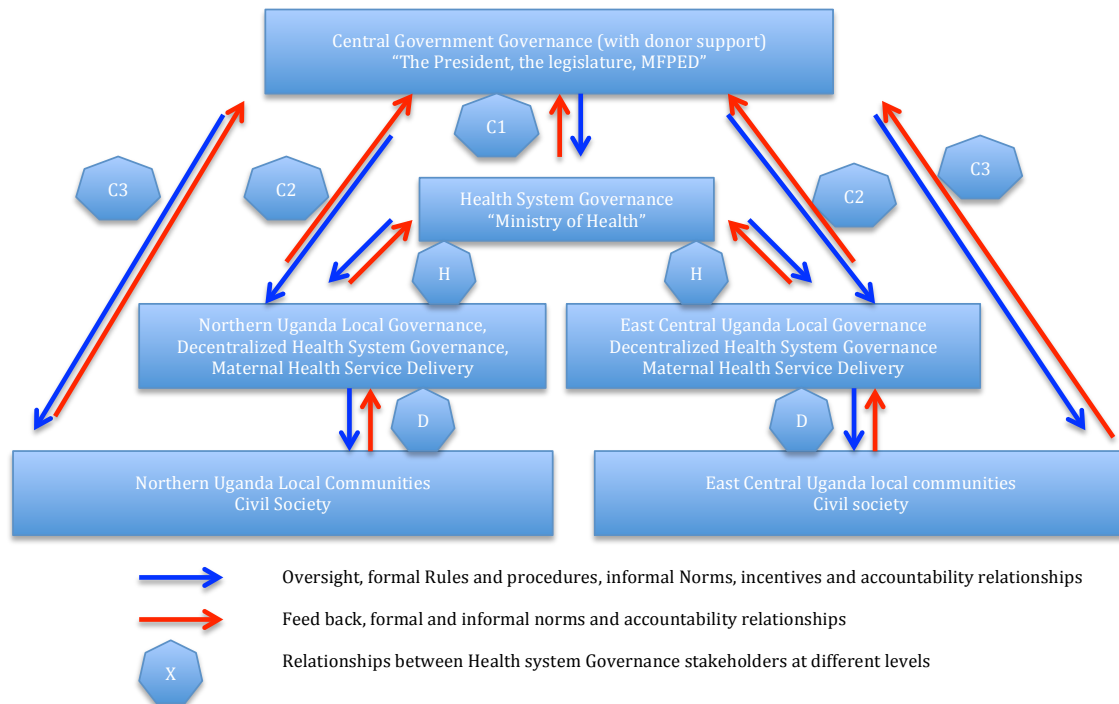 Central Government Governance (with donor support)
“The President, the legislature, MFPED”
C1
C3
C2
C2
C3
Health System Governance
“Ministry of Health”
H
H
Northern Uganda Local Governance,
Decentralized Health System Governance,
Maternal Health Service Delivery
East Central Uganda Local Governance
Decentralized Health System Governance
Maternal Health Service Delivery
D
D
Northern Uganda Local Communities
Civil Society
East Central Uganda local communities
Civil society
Oversight, formal Rules and procedures, informal Norms, incentives and accountability relationships
Feed back, formal and informal norms and accountability relationships
X
Relationships between Health system Governance stakeholders at different levels